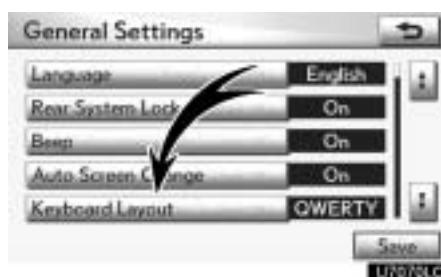 General Settings
Language English
Rear System Lock On
Beep On
Auto Screen Change On
Keyboard Layout QWERTY
Save